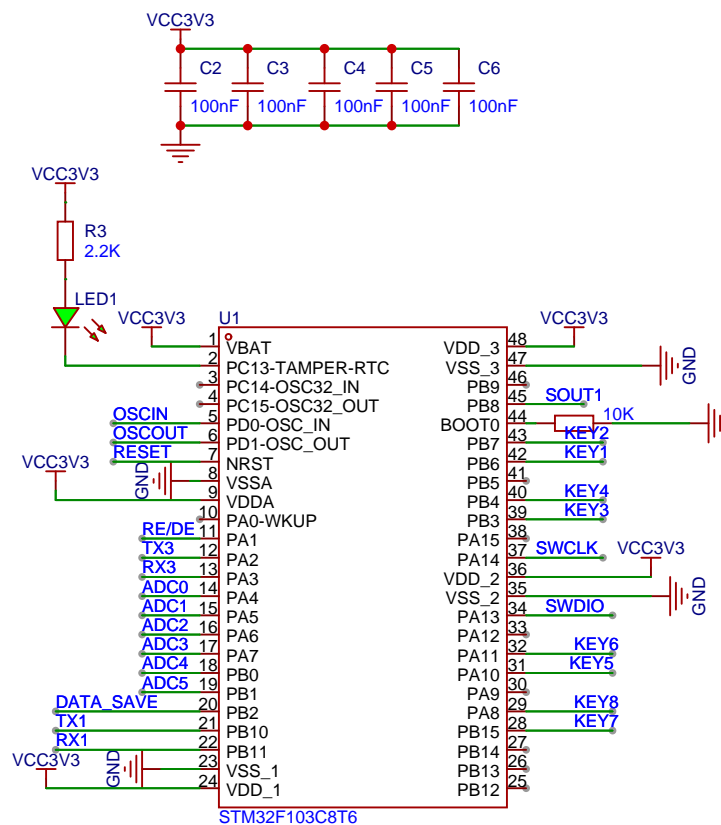 VCC3V3
C2 C3 C4 C5 C6
100nF 100nF 100nF 100nF 100nF
VCC3V3
R3
2.2K
LED1
VCC3V3 U1 VCC3V3
1 VBAT VDD_3 48
2 PC13-TAMPER-RTC VSS_3 47 GND
3 PC14-OSC32_IN PB9 46
4 PC15-OSC32_OUT PB8 45 SOUT1
OSCIN 5 PD0-OSC_IN BOOT0 44 10K
OSCOUT 6 PD1-OSC_OUT PB7 43 KEY2
RESET 7 NRST PB6 42 KEY1
VCC3V3 GND 8 VSSA PB5 41
9 VDDA PB4 40 KEY4
10 PA0-WKUP PB3 39 KEY3
RE/DE 11 PA1 PA15 38
TX3 12 PA2 PA14 37 SWCLK VCC3V3
RX3 13 PA3 VDD_2 36
ADC0 14 PA4 VSS_2 35 GND
ADC1 15 PA5 PA13 34 SWDIO
ADC2 16 PA6 PA12 33
ADC3 17 PA7 PA11 32 KEY6
ADC4 18 PB0 PA10 31 KEY5
ADC5 19 PB1 PA9 30
DATA_SAVE 20 PB2 PA8 29 KEY8
TX1 21 PB10 PB15 28 KEY7
RX1 22 PB11 PB14 27
VCC3V3 GND 23 VSS_1 PB13 26
24 VDD_1 PB12 25
STM32F103C8T6